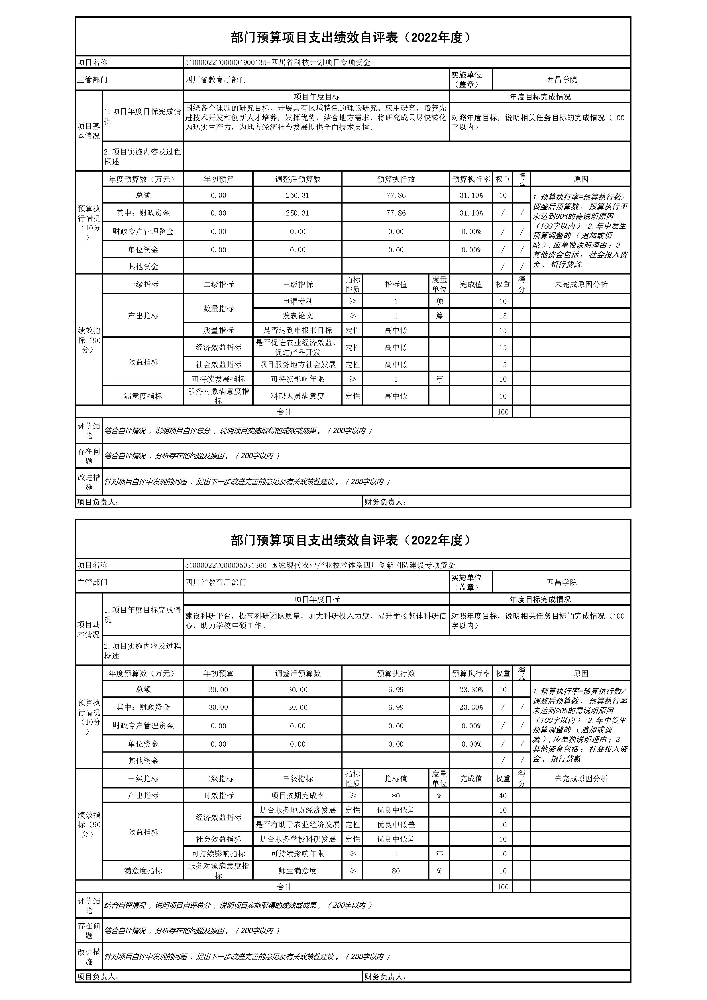 部门预算项目支出绩效自评表（2022年度）
项目名称 51000022T000004900135-四川省科技计划项目专项资金
主管部门 四川省教育厅部门 实施单位（盖章） 西昌学院
项目基本情况 1.项目年度目标完成情况 项目年度目标 年度目标完成情况
围绕各个课题的研究目标，开展具有区域特色的理论研究、应用研究，培养先
进技术开发和创新人才培养，发挥优势，结合地方需求，将研究成果尽快转化
为现实生产力，为地方经济社会发展提供全面技术支撑。
对照年度目标，说明相关任务目标的完成情况（100
字以内）
2.项目实施内容及过程
概述
预算执行情况（10分） 年度预算数（万元） 年初预算 调整后预算数 预算执行数 预算执行率 权重 得分 原因
总额 0.00 250.31 77.86 31.10% 10
其中：财政资金 0.00 250.31 77.86 31.10% / /
财政专户管理资金 0.00 0.00 0.00 0.00% / /
单位资金 0.00 0.00 0.00 0.00% / /
其他资金 / /
1.预算执行率=预算执行数/
调整后预算数，预算执行率
未达到90%的需说明原因
（100字以内）;2.年中发生
预算调整的（追加或调
减）,应单独说明理由；3.
其他资金包括：社会投入资
金、银行贷款.
绩效指标（90分） 一级指标 二级指标 三级指标 指标性质 指标值 度量单位 完成值 权重 得分 未完成原因分析
产出指标 数量指标 申请专利 ≥ 1 项 10
发表论文 ≥ 1 篇 15
质量指标 是否达到申报书目标 定性 高中低 15
效益指标 经济效益指标 是否促进农业经济效益、促进产品开发 定性 高中低 15
社会效益指标 项目服务地方社会发展 定性 高中低 15
可持续发展指标 可持续影响年限 ≥ 1 年 10
满意度指标 服务对象满意度指标 科研人员满意度 定性 高中低 10
合计 100
评价结论 结合自评情况，说明项目自评总分，说明项目实施取得的成效或成果。（200字以内）
存在问题 结合自评情况，分析存在的问题及原因。（200字以内）
改进措施 针对项目自评中发现的问题，提出下一步改进完善的意见及有关政策性建议。（200字以内）
项目负责人： 财务负责人：
部门预算项目支出绩效自评表（2022年度）
项目名称 51000022T000005031360-国家现代农业产业技术体系四川创新团队建设专项资金
主管部门 四川省教育厅部门 实施单位（盖章） 西昌学院
项目基本情况 1.项目年度目标完成情况 项目年度目标 年度目标完成情况
建设科研平台，提高科研团队质量，加大科研投入力度，提升学校整体科研信
心，助力学校申硕工作。
对照年度目标，说明相关任务目标的完成情况（100
字以内）
2.项目实施内容及过程
概述
预算执行情况（10分） 年度预算数（万元） 年初预算 调整后预算数 预算执行数 预算执行率 权重 得分 原因
总额 30.00 30.00 6.99 23.30% 10
其中：财政资金 30.00 30.00 6.99 23.30% / /
财政专户管理资金 0.00 0.00 0.00 0.00% / /
单位资金 0.00 0.00 0.00 0.00% / /
其他资金 / /
1.预算执行率=预算执行数/
调整后预算数，预算执行率
未达到90%的需说明原因
（100字以内）;2.年中发生
预算调整的（追加或调
减）,应单独说明理由；3.
其他资金包括：社会投入资
金、银行贷款.
绩效指标（90分） 一级指标 二级指标 三级指标 指标性质 指标值 度量单位 完成值 权重 得分 未完成原因分析
产出指标 时效指标 项目按期完成率 ≥ 80 % 40
效益指标 经济效益指标 是否服务地方经济发展 定性 优良中低差 10
是否有助于农业经济发展 定性 优良中低差 10
社会效益指标 是否服务学校科研发展 定性 优良中低差 10
可持续影响指标 可持续影响年限 ≥ 1 年 10
满意度指标 服务对象满意度指标 师生满意度 ≥ 80 % 10
合计 100
评价结论 结合自评情况，说明项目自评总分，说明项目实施取得的成效或成果。（200字以内）
存在问题 结合自评情况，分析存在的问题及原因。（200字以内）
改进措施 针对项目自评中发现的问题，提出下一步改进完善的意见及有关政策性建议。（200字以内）
项目负责人： 财务负责人：